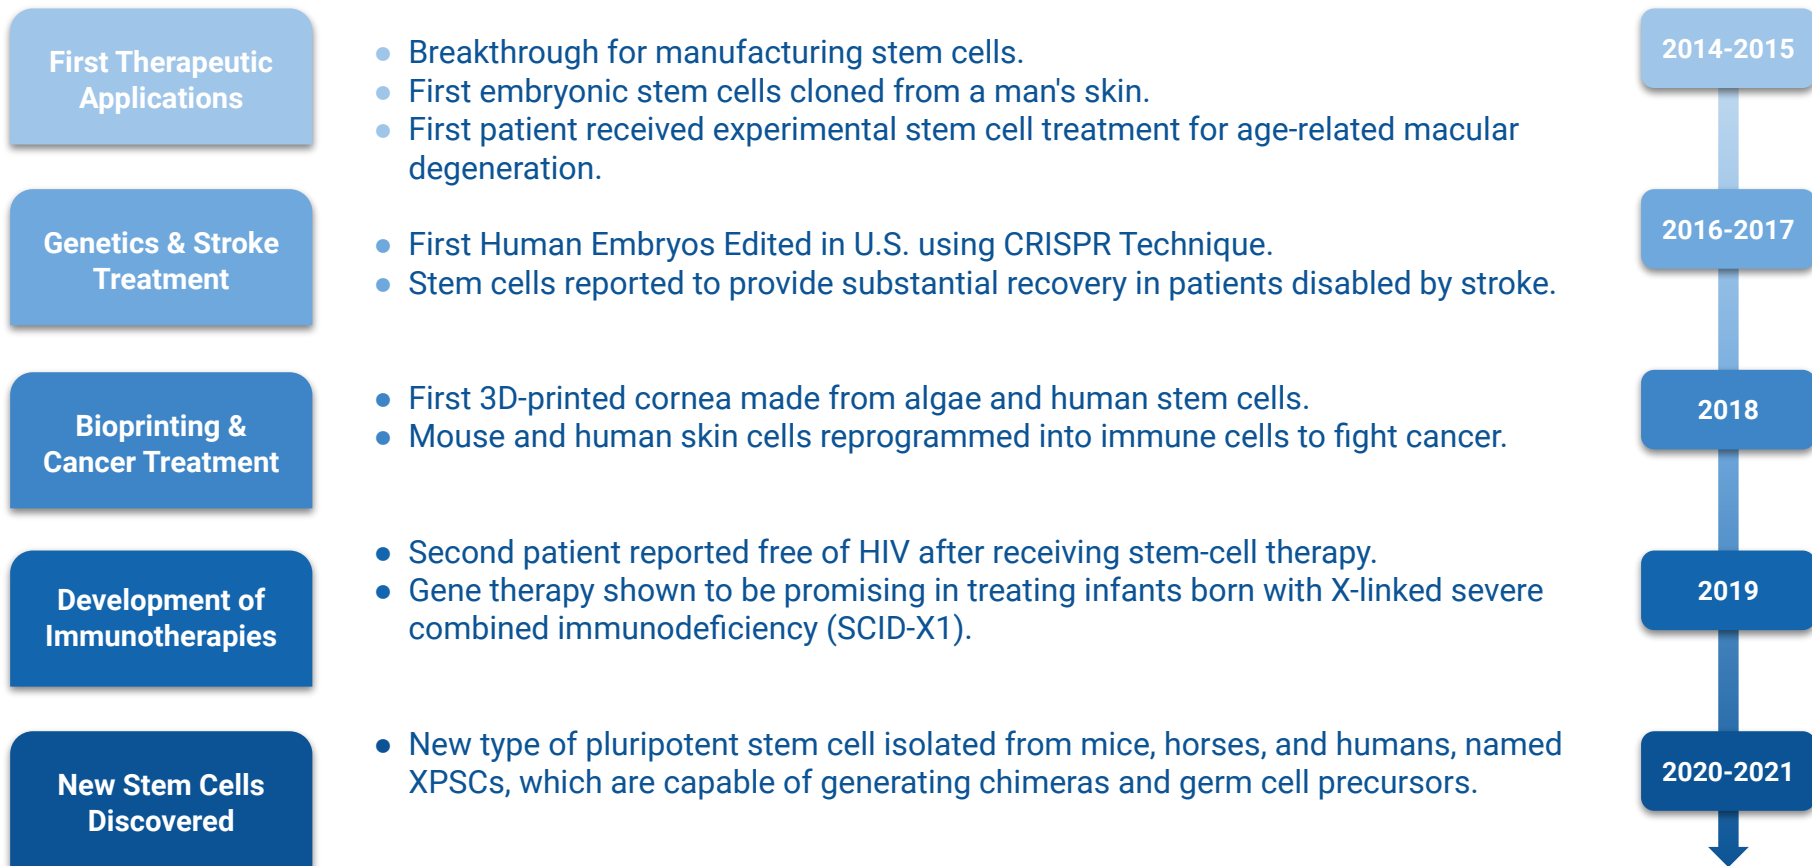 First Therapeutic
Applications
● Breakthrough for manufacturing stem cells.
● First embryonic stem cells cloned from a man's skin.
● First patient received experimental stem cell treatment for age-related macular
degeneration.
2014-2015
Genetics & Stroke
Treatment
● First Human Embryos Edited in U.S. using CRISPR Technique.
● Stem cells reported to provide substantial recovery in patients disabled by stroke.
2016-2017
Bioprinting &
Cancer Treatment
● First 3D-printed cornea made from algae and human stem cells.
● Mouse and human skin cells reprogrammed into immune cells to fight cancer.
2018
Development of
Immunotherapies
● Second patient reported free of HIV after receiving stem-cell therapy.
● Gene therapy shown to be promising in treating infants born with X-linked severe
combined immunodeficiency (SCID-X1).
2019
New Stem Cells
Discovered
● New type of pluripotent stem cell isolated from mice, horses, and humans, named
XPSCs, which are capable of generating chimeras and germ cell precursors.
2020-2021